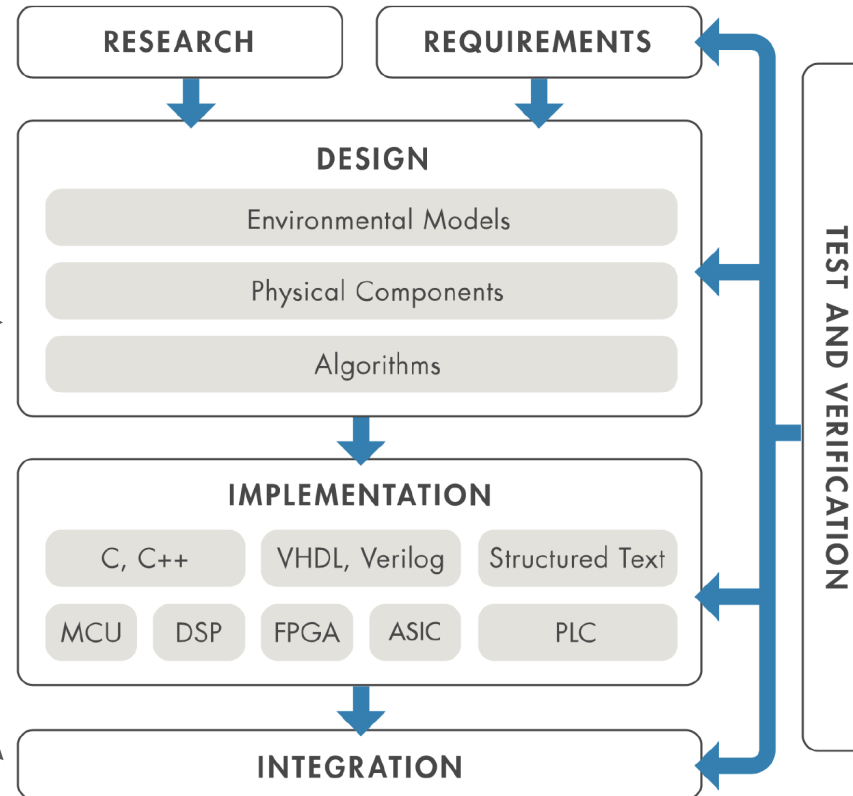 RESEARCH
REQUIREMENTS
DESIGN
Environmental Models
Physical Components
Algorithms
IMPLEMENTATION
C, C++
VHDL, Verilog
Structured Text
MCU
DSP
FPGA
ASIC
PLC
INTEGRATION
TEST AND VERIFICATION